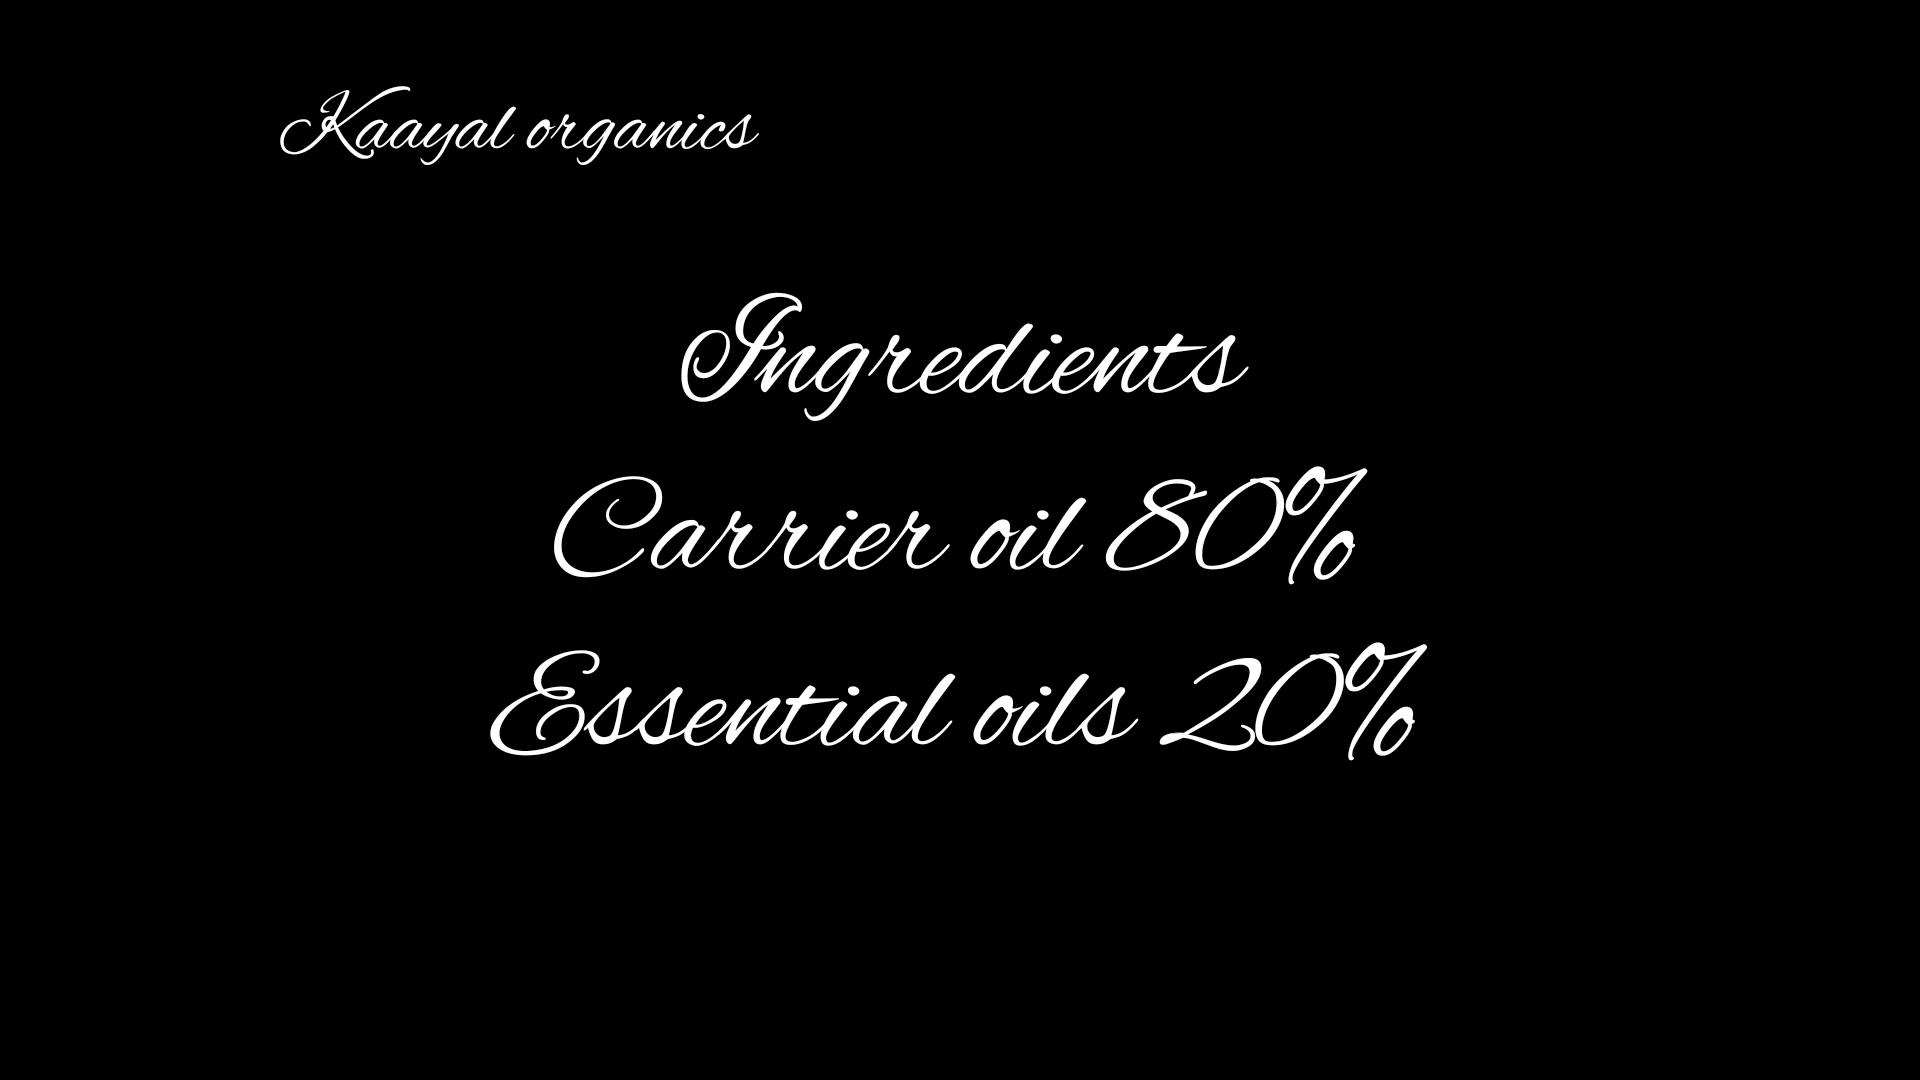 Kaayal organics
Ingredients
Carrier oil 80%
Essential oils 20%